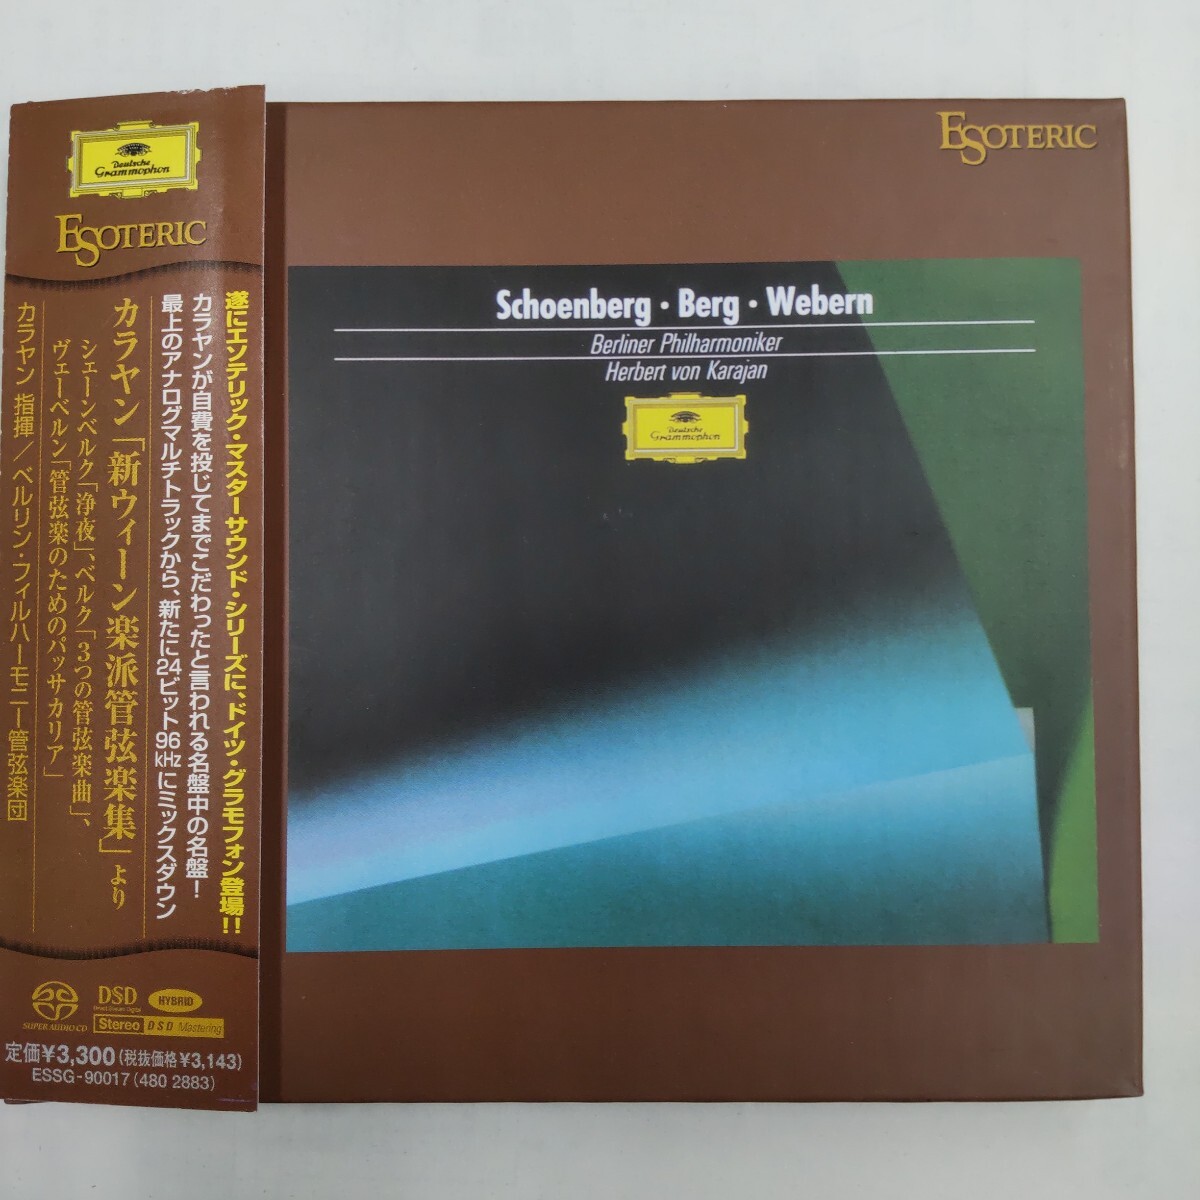 Deutsche
Grammophon
ESOTERIC
遂にエソテリック・マスターサウンド・シリーズに、ドイツ・グラモフォン登場!!
カラヤンが自費を投じてまでこだわったと言われる名盤中の名盤!
最上のアナログマルチトラックから、新たに24ビット96kHzにミックスダウン
カラヤン「新ウィーン楽派管弦楽集」より
シェーンベルク「浄夜」、ベルク「3つの管弦楽曲」、
ヴェーベルン「管弦楽のためのパッサカリア」
カラヤン 指揮/ベルリン・フィルハーモニー管弦楽団
SUPER AUDIO CD
DSD
Direct Stream Digital
HYBRID
Stereo DSD Mastering
定価¥3,300(税抜価格¥3,143)
ESSG-90017 (480 2883)
ESOTERIC
Schoenberg・Berg・Webern
Berliner Philharmoniker
Herbert von Karajan
Deutsche
Grammophon